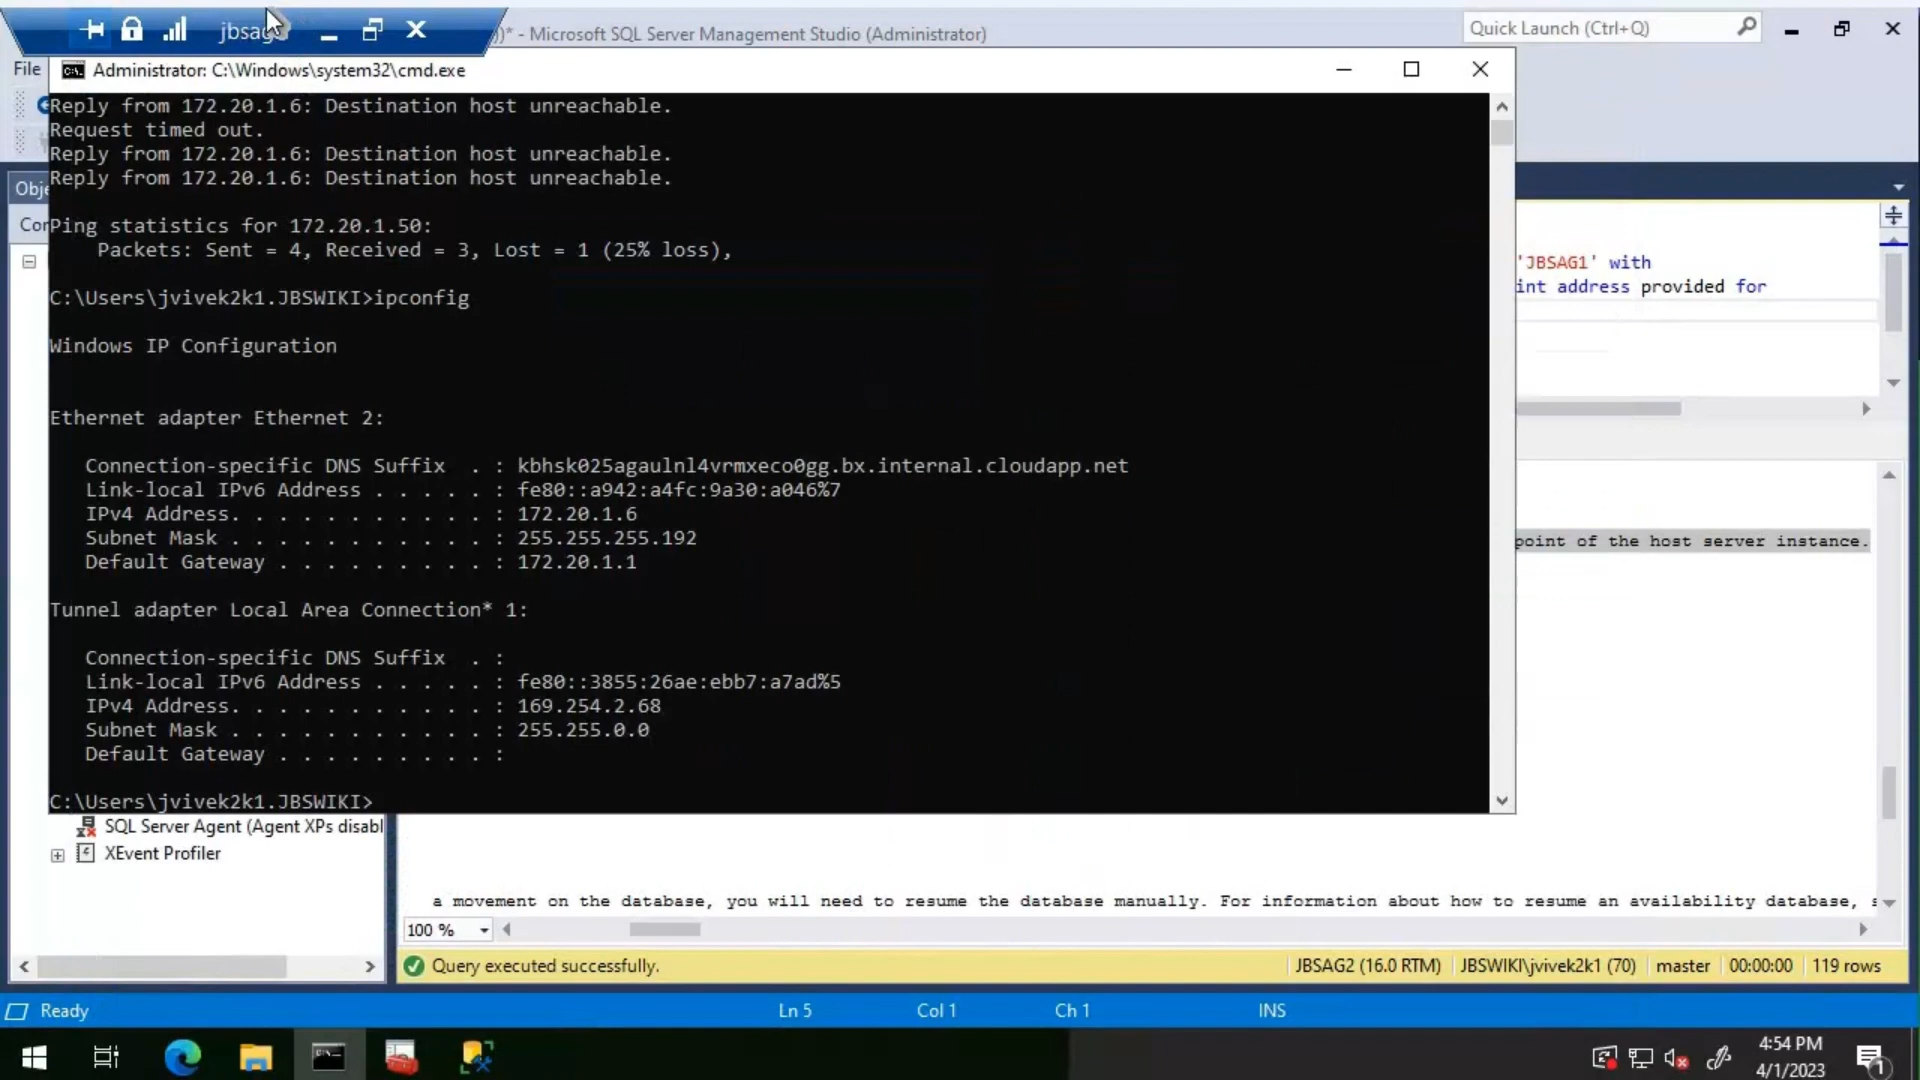 jbsag
)* - Microsoft SQL Server Management Studio (Administrator)
Quick Launch (Ctrl+Q)
File
Administrator: C:\Windows\system32\cmd.exe
Reply from 172.20.1.6: Destination host unreachable.
Request timed out.
Reply from 172.20.1.6: Destination host unreachable.
Reply from 172.20.1.6: Destination host unreachable.
Obje
Cor
Ping statistics for 172.20.1.50:
Packets: Sent = 4, Received = 3, Lost = 1 (25% loss),
'JBSAG1' with
int address provided for
C:\Users\jvivek2k1.JBSWIKI>ipconfig
Windows IP Configuration
Ethernet adapter Ethernet 2:
Connection-specific DNS Suffix . : kbhsk025agaulnl4vrmxeco0gg.bx.internal.cloudapp.net
Link-local IPv6 Address . . . . . : fe80::a942:a4fc:9a30:a046%7
IPv4 Address. . . . . . . . . . . : 172.20.1.6
Subnet Mask . . . . . . . . . . . : 255.255.255.192
Default Gateway . . . . . . . . . : 172.20.1.1
point of the host server instance.
Tunnel adapter Local Area Connection* 1:
Connection-specific DNS Suffix . :
Link-local IPv6 Address . . . . . : fe80::3855:26ae:ebb7:a7ad%5
IPv4 Address. . . . . . . . . . . : 169.254.2.68
Subnet Mask . . . . . . . . . . . : 255.255.0.0
Default Gateway . . . . . . . . . :
C:\Users\jvivek2k1.JBSWIKI>
SQL Server Agent (Agent XPs disabl
XEvent Profiler
a movement on the database, you will need to resume the database manually. For information about how to resume an availability database, s
100 %
Query executed successfully.
JBSAG2 (16.0 RTM)
JBSWIKI\jvivek2k1 (70)
master
00:00:00
119 rows
Ready
Ln 5
Col 1
Ch 1
INS
4:54 PM
4/1/2023
1